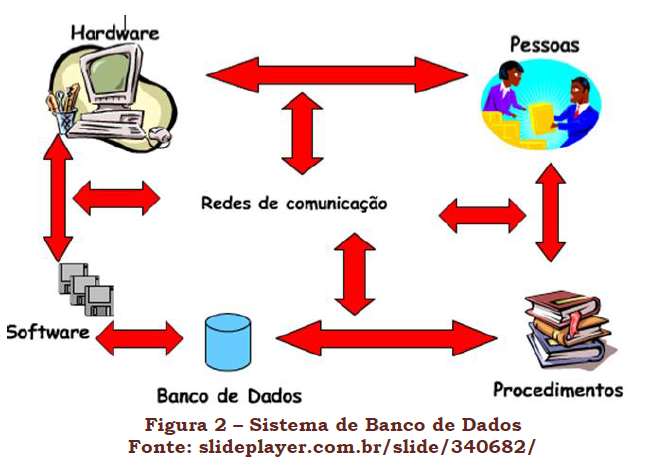 Hardware
Pessoas
Redes de comunicação
Software
Banco de Dados
Procedimentos
Figura 2 – Sistema de Banco de Dados
Fonte: slideplayer.com.br/slide/340682/